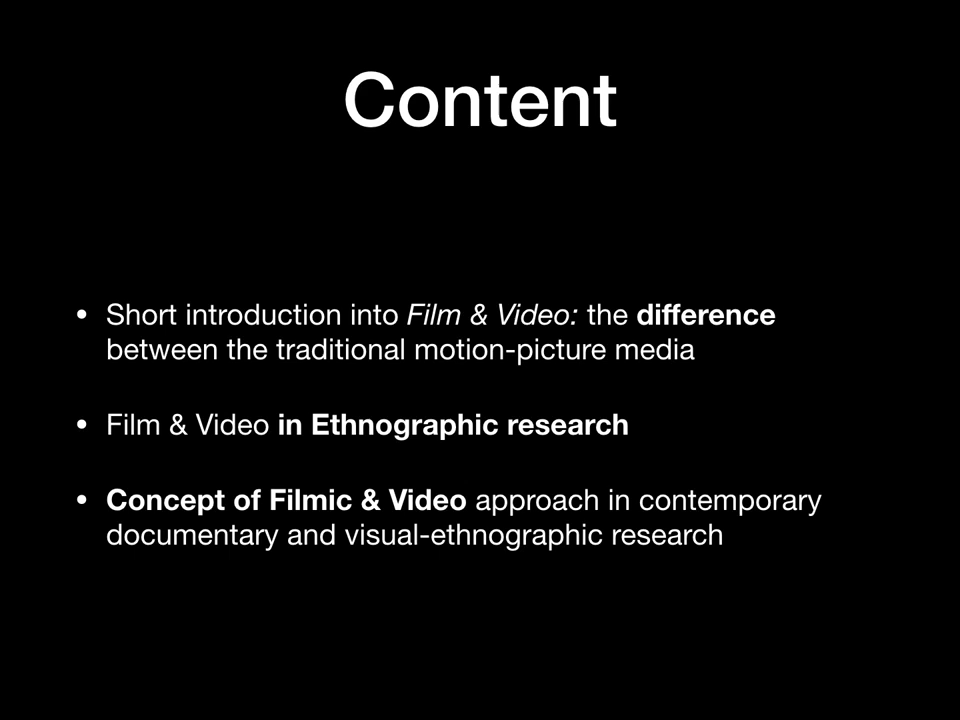 Content
• Short introduction into Film & Video: the difference
between the traditional motion-picture media
• Film & Video in Ethnographic research
• Concept of Filmic & Video approach in contemporary
documentary and visual-ethnographic research